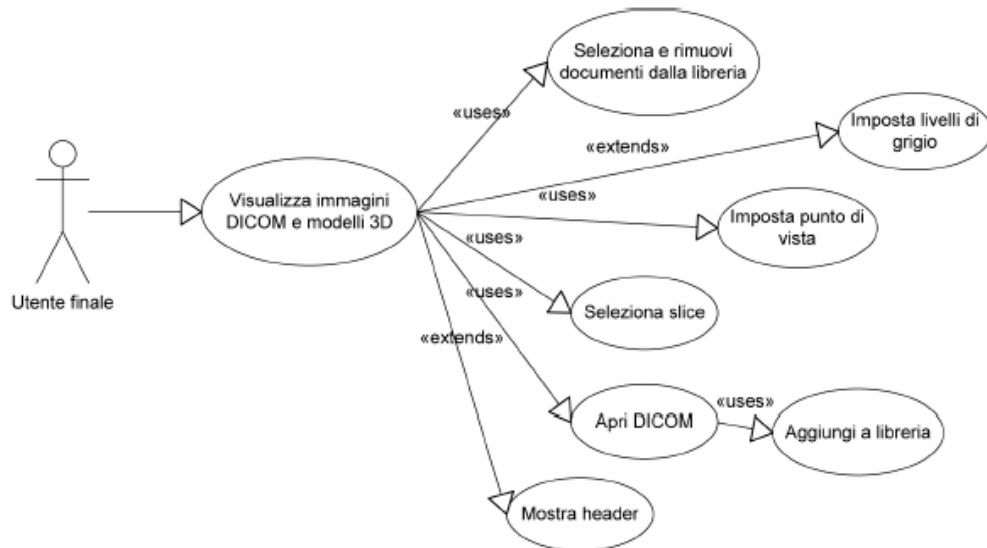 Seleziona e rimuovi
documenti dalla libreria
«uses»
Imposta livelli di
grigio
«extends»
«uses»
Visualizza immagini
DICOM e modelli 3D
Imposta punto di
vista
«uses»
Utente finale
«uses»
Seleziona slice
«extends»
Apri DICOM
«uses»
Aggiungi a libreria
Mostra header